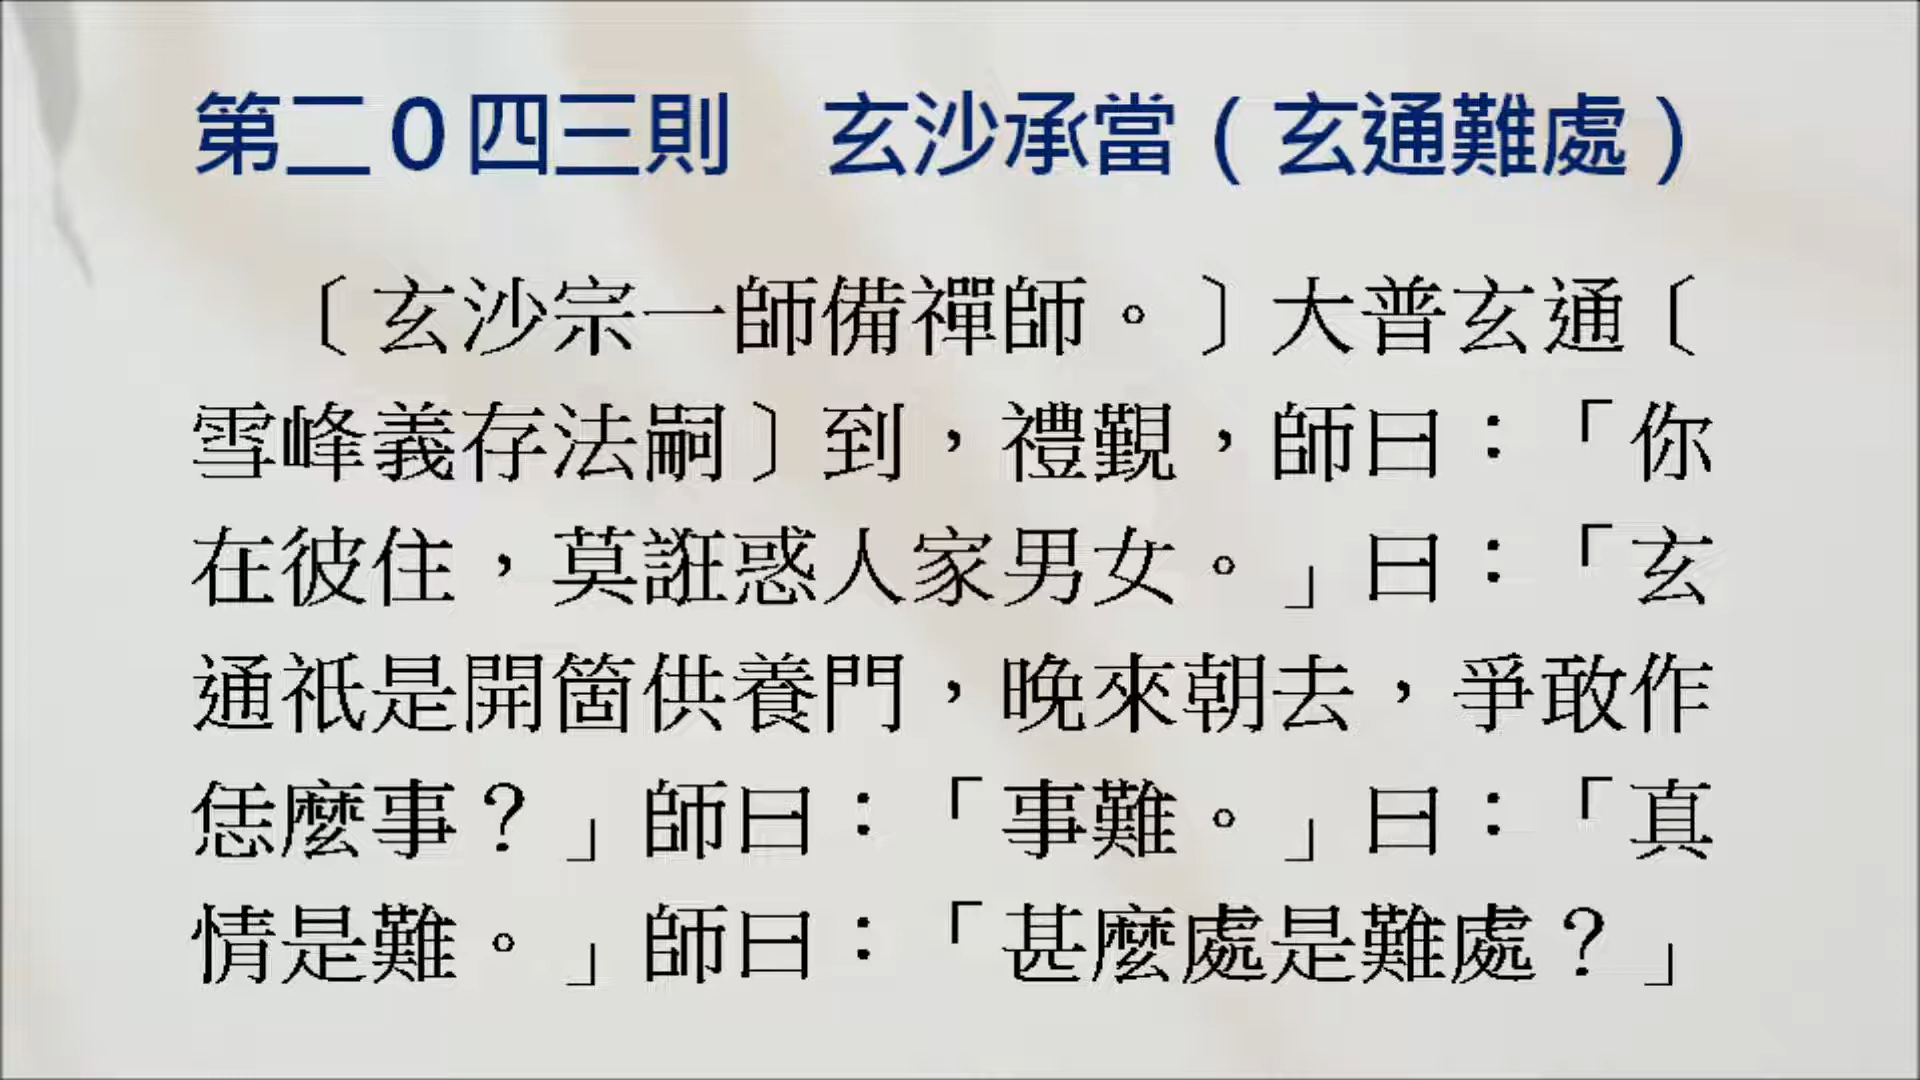 第二０四三則　玄沙承當（玄通難處）
〔玄沙宗一師備禪師。〕大普玄通〔
雪峰義存法嗣〕到，禮覲，師曰：「你
在彼住，莫誑惑人家男女。」曰：「玄
通祇是開箇供養門，晚來朝去，爭敢作
恁麼事？」師曰：「事難。」曰：「真
情是難。」師曰：「甚麼處是難處？」